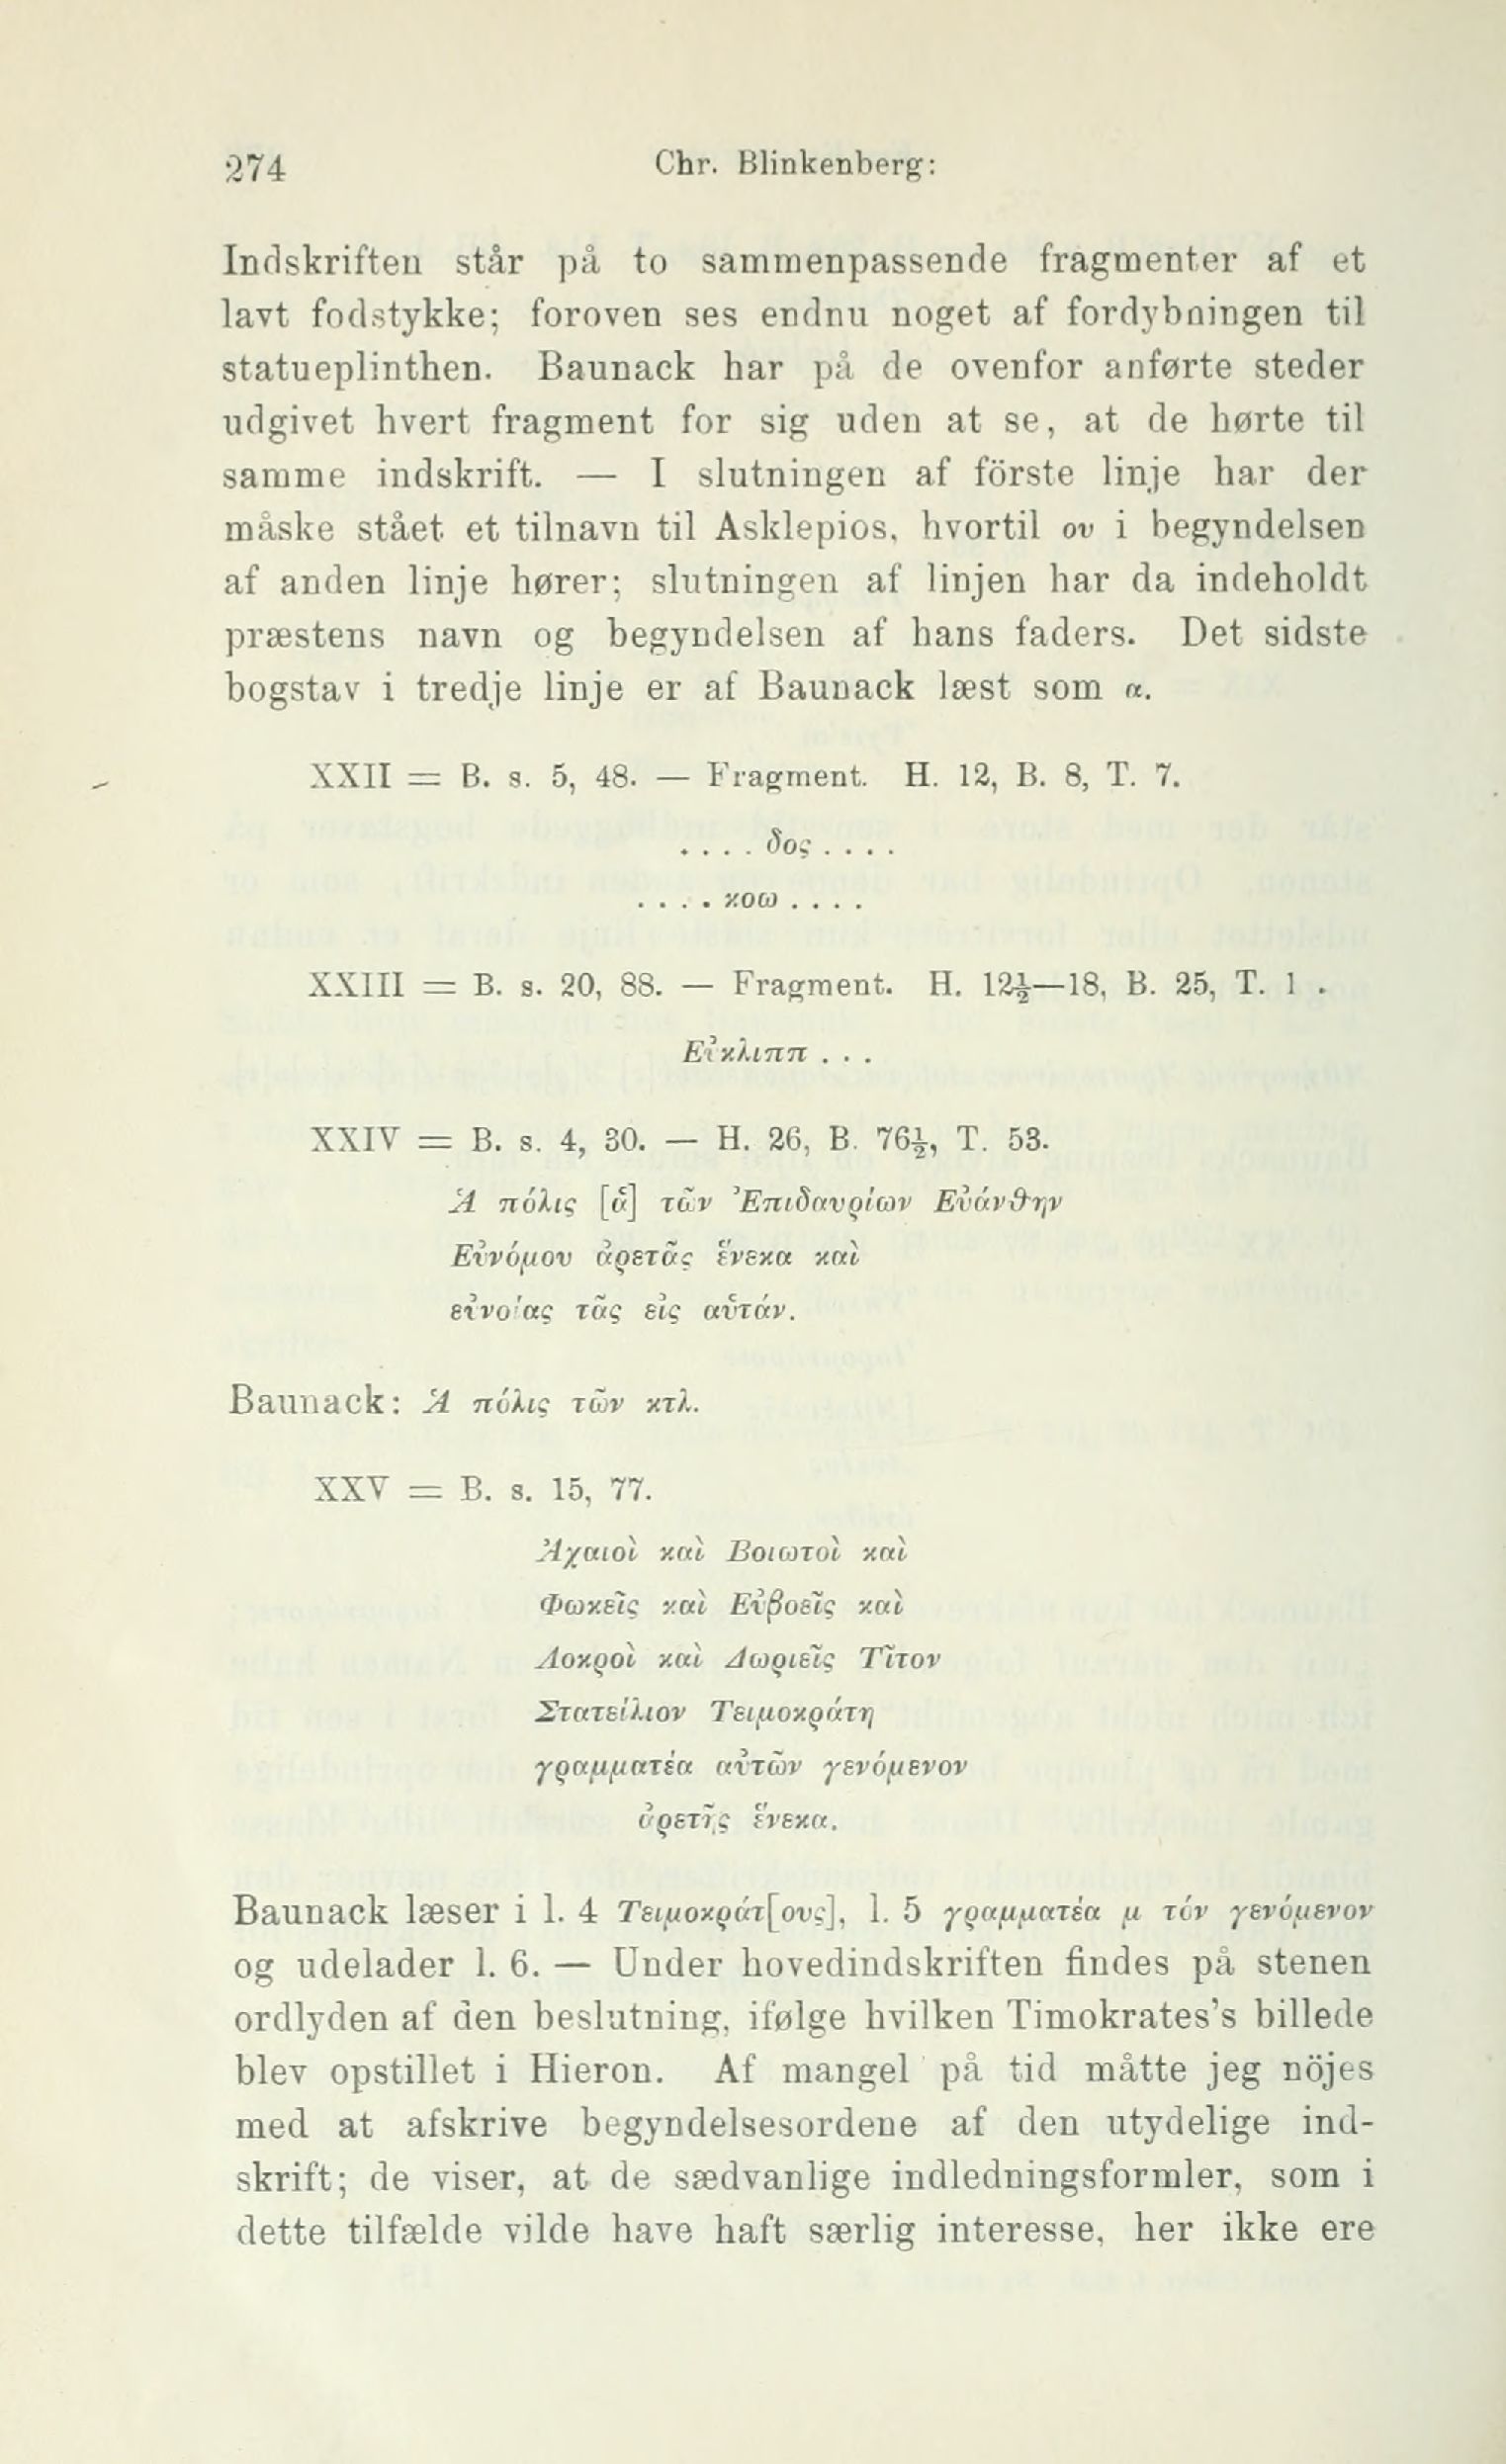 274
Chr. Blinkenberg:
Indskriften står på to sammenpassende fragmenter af et
lavt fodstykke; foroven ses endnu noget af fordybningen til
statueplinthen. Baunack har på de ovenfor anførte steder
udgivet hvert fragment for sig uden at se, at de hørte til
samme indskrift. — I slutningen af förste linje har der
måske stået et tilnavn til Asklepios, hvortil ου i begyndelsen
af anden linje hører; slutningen af linjen har da indeholdt
præstens navn og begyndelsen af hans faders. Det sidste
bogstav i tredje linje er af Baunack læst som α.
XXII = B. s. 5, 48. — Fragment. H. 12, B. 8, T. 7.
. . . . δος . . . .
. . . . κοω . . . .
XXIII = B. s. 20, 88. — Fragment. H. 12½—18, B. 25, T. 1 .
Εὐκλιππ . . .
XXIV = B. s. 4, 30. — H. 26, B. 76½, T. 53.
Ἁ πόλις [ἁ] τῶν Ἐπιδαυρίων Εὐάνθην
Εὐνόμου ἀρετᾶς ἕνεκα καὶ
εὐνοίας τᾶς εἰς αὑτάν.
Baunack: Ἁ πόλις τῶν κτλ.
XXV = B. s. 15, 77.
Ἀχαιοὶ καὶ Βοιωτοὶ καὶ
Φωκεῖς καὶ Εὐβοεῖς καὶ
Λοκροὶ καὶ Δωριεῖς Τῖτον
Στατείλιον Τειμοκράτη
γραμματέα αὐτῶν γενόμενον
ἀρετῆς ἕνεκα.
Baunack læser i l. 4 Τειμοκράτ[ους], l. 5 γραμματέα μ τόν γενόμενον
og udelader l. 6. — Under hovedindskriften findes på stenen
ordlyden af den beslutning, ifølge hvilken Timokrates's billede
blev opstillet i Hieron. Af mangel på tid måtte jeg nöjes
med at afskrive begyndelsesordene af den utydelige ind-
skrift; de viser, at de sædvanlige indledningsformler, som i
dette tilfælde vilde have haft særlig interesse, her ikke ere